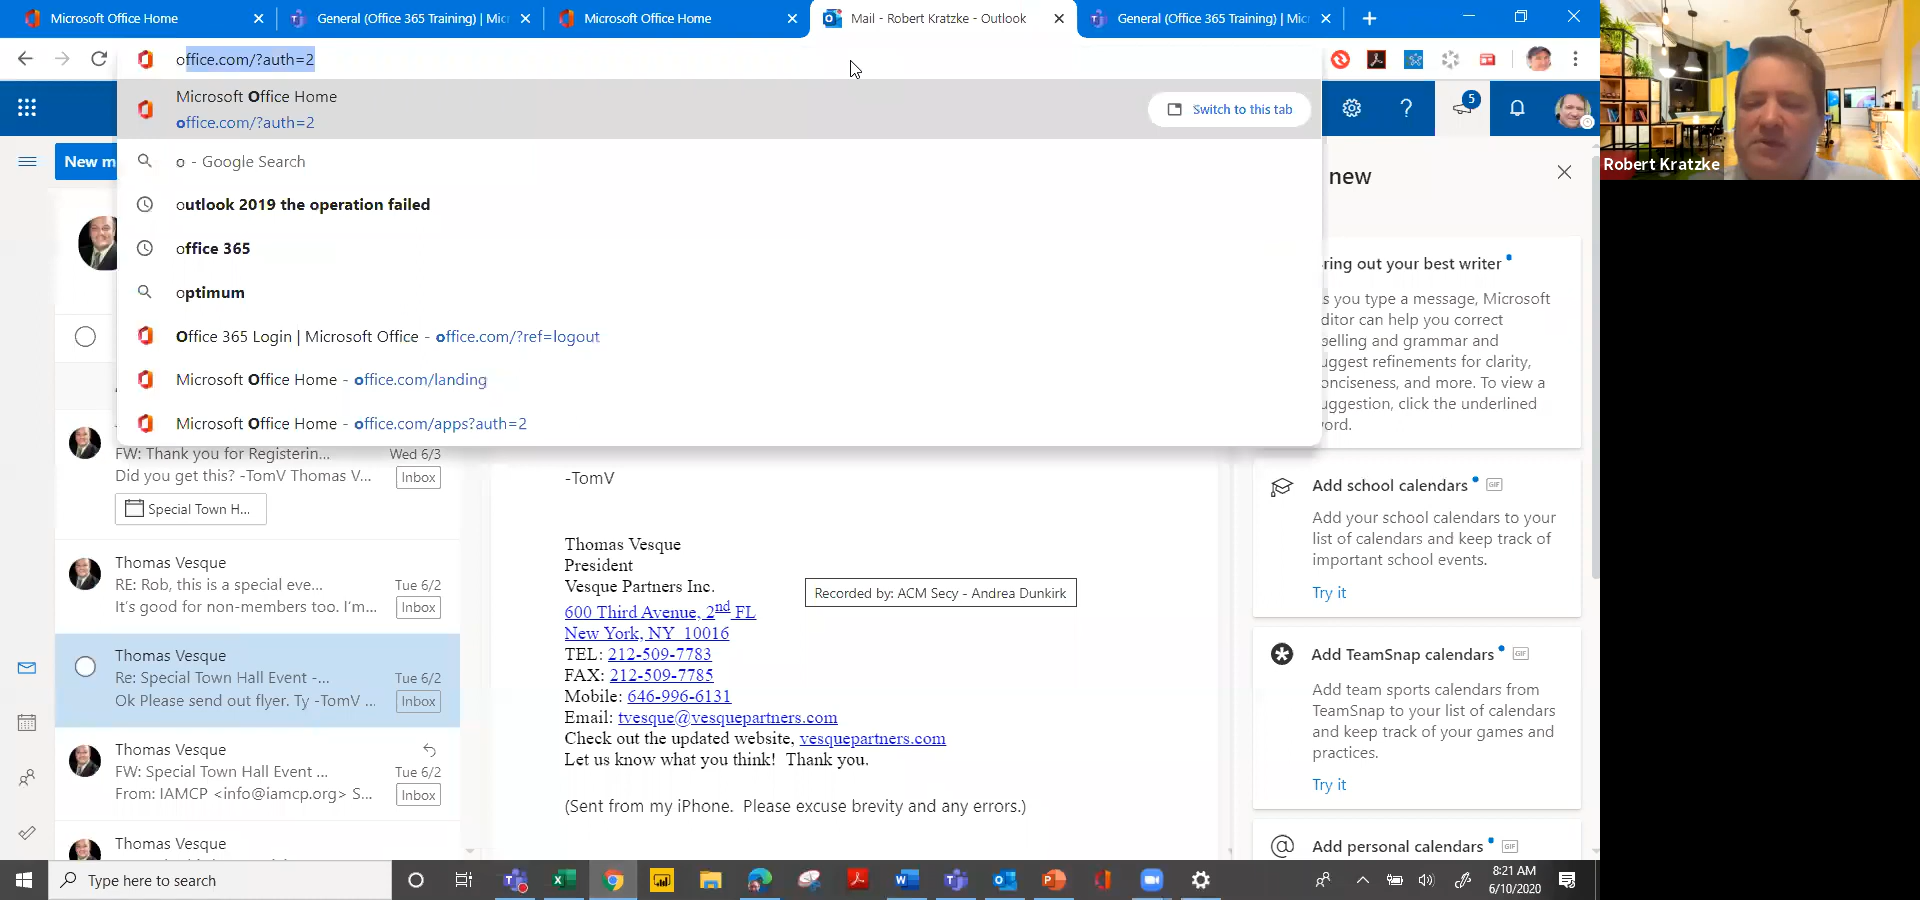 Microsoft Office Home
General (Office 365 Training) | Mic
Microsoft Office Home
Mail - Robert Kratzke - Outlook
General (Office 365 Training) | Mic
office.com/?auth=2
Microsoft Office Home
office.com/?auth=2
Switch to this tab
o - Google Search
outlook 2019 the operation failed
office 365
optimum
Office 365 Login | Microsoft Office - office.com/?ref=logout
Microsoft Office Home - office.com/landing
Microsoft Office Home - office.com/apps?auth=2
5
New m
FW: Thank you for Registerin... Wed 6/3
Did you get this? -TomV Thomas V... Inbox
Special Town H...
Thomas Vesque
RE: Rob, this is a special eve... Tue 6/2
It's good for non-members too. I'm... Inbox
Thomas Vesque
Re: Special Town Hall Event -... Tue 6/2
Ok Please send out flyer. Ty -TomV ... Inbox
Thomas Vesque
FW: Special Town Hall Event ... Tue 6/2
From: IAMCP <info@iamcp.org> S... Inbox
Thomas Vesque
-TomV
Thomas Vesque
President
Vesque Partners Inc.
600 Third Avenue, 2nd FL
New York, NY 10016
TEL: 212-509-7783
FAX: 212-509-7785
Mobile: 646-996-6131
Email: tvesque@vesquepartners.com
Check out the updated website, vesquepartners.com
Let us know what you think! Thank you.
(Sent from my iPhone. Please excuse brevity and any errors.)
Recorded by: ACM Secy - Andrea Dunkirk
new
ring out your best writer
s you type a message, Microsoft
ditor can help you correct
pelling and grammar and
uggest refinements for clarity,
onciseness, and more. To view a
uggestion, click the underlined
ord.
Add school calendars GIF
Add your school calendars to your
list of calendars and keep track of
important school events.
Try it
Add TeamSnap calendars GIF
Add team sports calendars from
TeamSnap to your list of calendars
and keep track of your games and
practices.
Try it
Add personal calendars GIF
Robert Kratzke
Type here to search
8:21 AM
6/10/2020